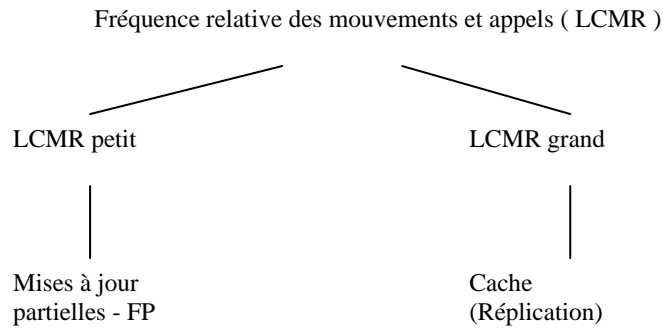 Fréquence relative des mouvements et appels ( LCMR )
LCMR petit
LCMR grand
Mises à jour
partielles - FP
Cache
(Réplication)